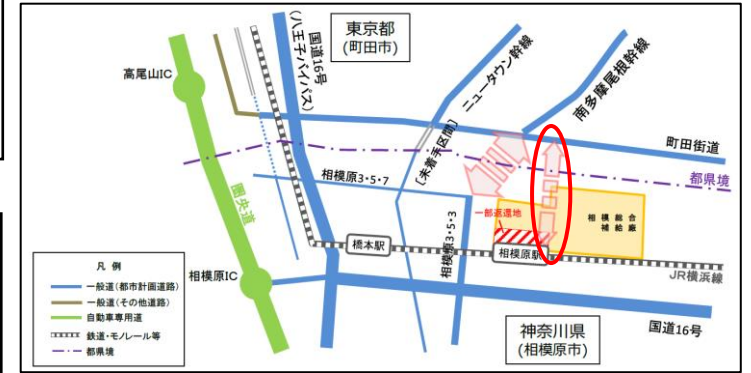 東京都
(町田市)
国道16号
(八王子バイパス)
高尾山IC
ニュータウン幹線
[未着手区間]
南多摩尾根幹線
町田街道
都県境
相模原3・5・7
圏央道
一部返還地
相模総合
補給廠
相模原3・5・3
橋本駅
相模原駅
JR横浜線
相模原IC
国道16号
神奈川県
(相模原市)
凡 例
一般道(都市計画道路)
一般道(その他道路)
自動車専用道
鉄道・モノレール等
都県境